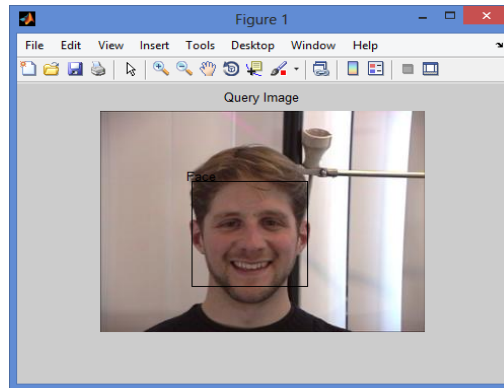 Figure 1
File Edit View Insert Tools Desktop Window Help
Query Image
Face